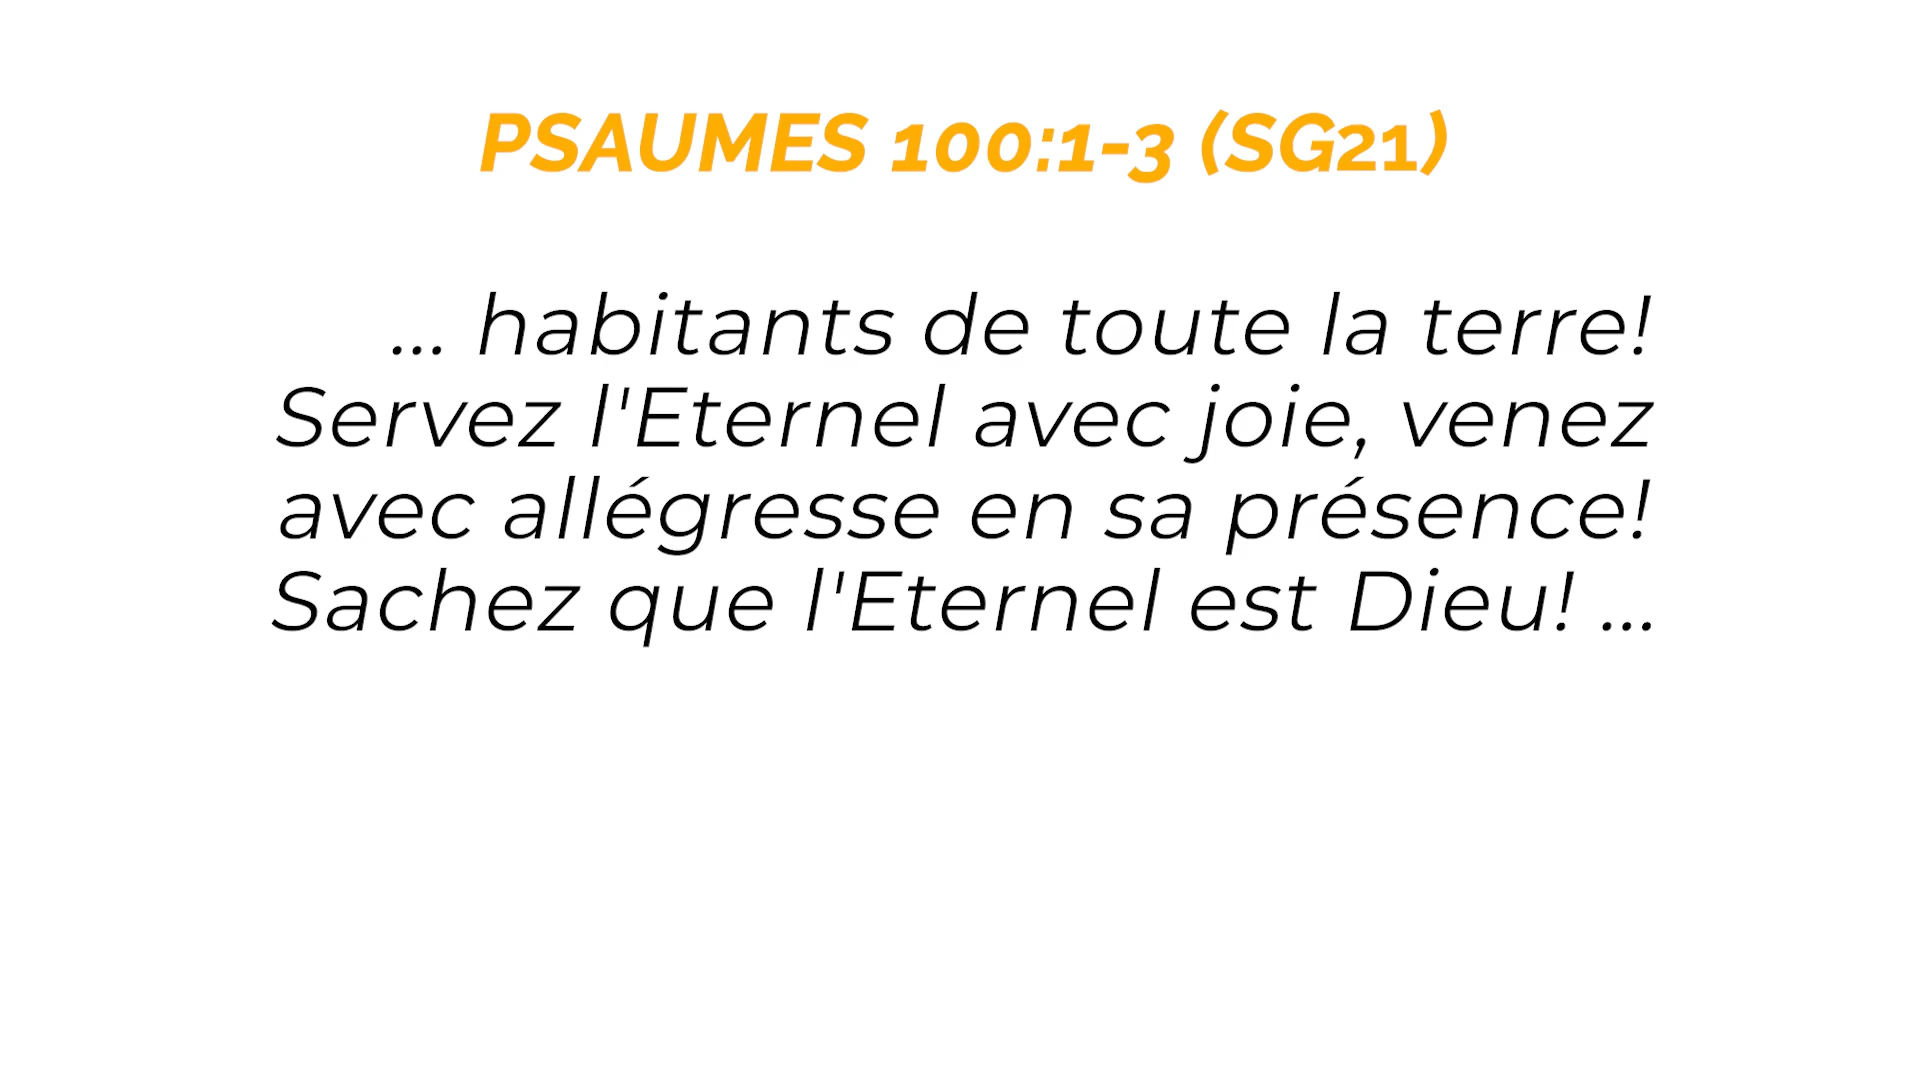 PSAUMES 100:1-3 (SG21)
... habitants de toute la terre!
Servez l'Eternel avec joie, venez
avec allégresse en sa présence!
Sachez que l'Eternel est Dieu! ...